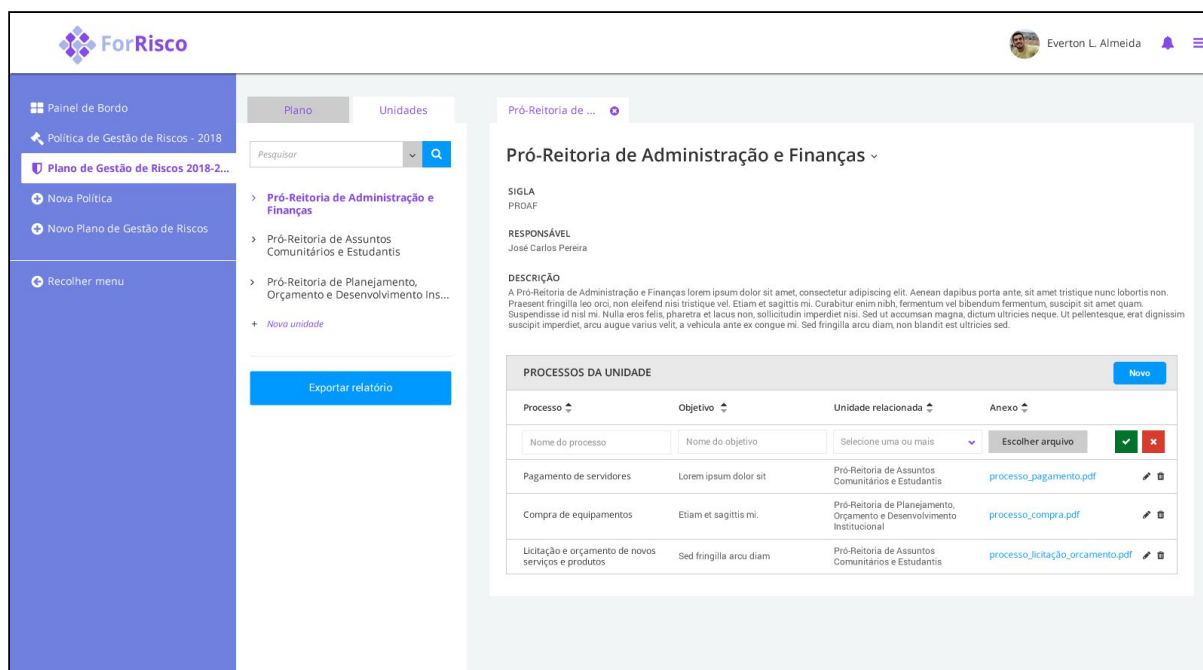 ForRisco
Everton L. Almeida
Painel de Bordo
Política de Gestão de Riscos - 2018
Plano de Gestão de Riscos 2018-2...
Nova Política
Novo Plano de Gestão de Riscos
Recolher menu
Plano
Unidades
Pesquisar
Pró-Reitoria de Administração e
Finanças
Pró-Reitoria de Assuntos
Comunitários e Estudantis
Pró-Reitoria de Planejamento,
Orçamento e Desenvolvimento Ins...
+ Nova unidade
Exportar relatório
Pró-Reitoria de ...
Pró-Reitoria de Administração e Finanças
SIGLA
PROAF
RESPONSÁVEL
José Carlos Pereira
DESCRIÇÃO
A Pró-Reitoria de Administração e Finanças lorem ipsum dolor sit amet, consectetur adipiscing elit. Aenean dapibus porta ante, sit amet tristique nunc lobortis non.
Praesent fringilla leo orci, non eleifend nisi tristique vel. Etiam et sagittis mi. Curabitur enim nibh, fermentum vel bibendum fermentum, suscipit sit amet quam.
Suspendisse id nisl mi. Nulla eros felis, pharetra et lacus non, sollicitudin imperdiet nisi. Sed ut accumsan magna, dictum ultricies neque. Ut pellentesque, erat dignissim
suscipit imperdiet, arcu augue varius velit, a vehicula ante ex congue mi. Sed fringilla arcu diam, non blandit est ultricies sed.
PROCESSOS DA UNIDADE
Novo
Processo Objetivo Unidade relacionada Anexo
Nome do processo Nome do objetivo Selecione uma ou mais Escolher arquivo
Pagamento de servidores Lorem ipsum dolor sit
Pró-Reitoria de Assuntos
Comunitários e Estudantis
processo_pagamento.pdf
Compra de equipamentos Etiam et sagittis mi.
Pró-Reitoria de Planejamento,
Orçamento e Desenvolvimento
Institucional
processo_compra.pdf
Licitação e orçamento de novos
serviços e produtos
Sed fringilla arcu diam
Pró-Reitoria de Assuntos
Comunitários e Estudantis
processo_licitação_orcamento.pdf